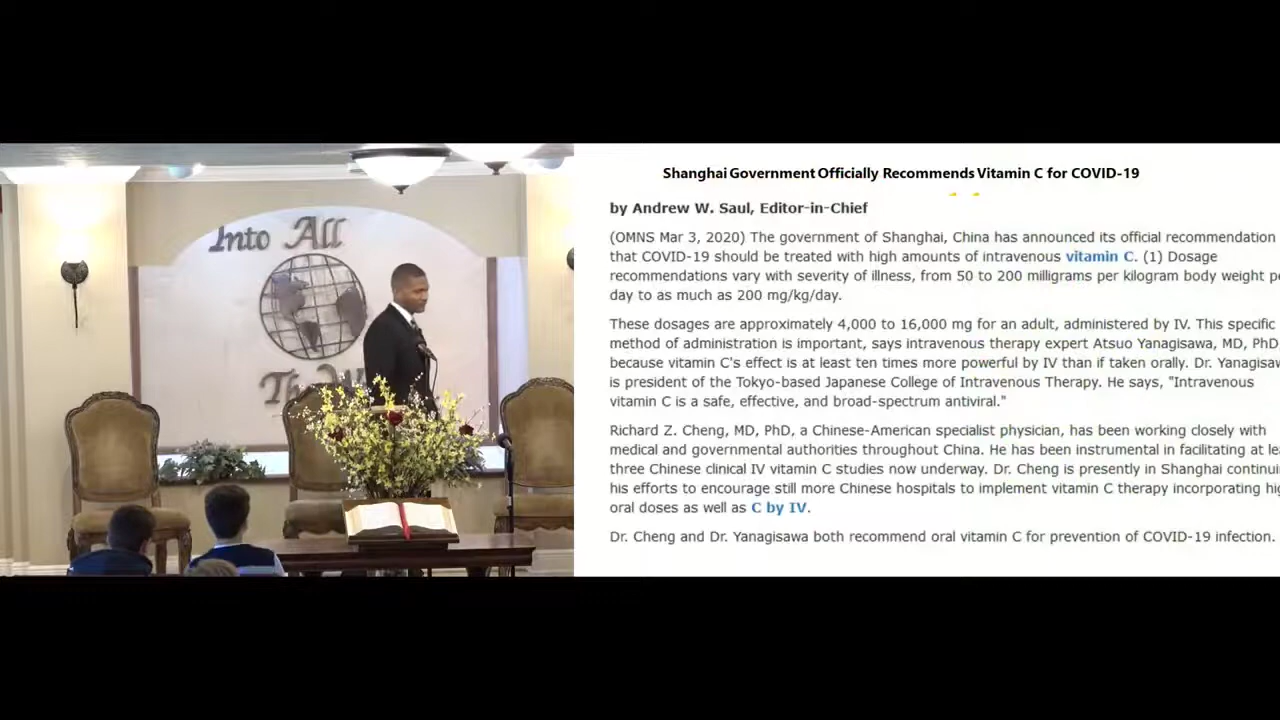 Into All
The W
Shanghai Government Officially Recommends Vitamin C for COVID-19
by Andrew W. Saul, Editor-in-Chief
(OMNS Mar 3, 2020) The government of Shanghai, China has announced its official recommendation
that COVID-19 should be treated with high amounts of intravenous vitamin C. (1) Dosage
recommendations vary with severity of illness, from 50 to 200 milligrams per kilogram body weight
day to as much as 200 mg/kg/day.
These dosages are approximately 4,000 to 16,000 mg for an adult, administered by IV. This specific
method of administration is important, says intravenous therapy expert Atsuo Yanagisawa, MD, PhD
because vitamin C's effect is at least ten times more powerful by IV than if taken orally. Dr. Yanagisaw
is president of the Tokyo-based Japanese College of Intravenous Therapy. He says, "Intravenous
vitamin C is a safe, effective, and broad-spectrum antiviral."
Richard Z. Cheng, MD, PhD, a Chinese-American specialist physician, has been working closely with
medical and governmental authorities throughout China. He has been instrumental in facilitating at
three Chinese clinical IV vitamin C studies now underway. Dr. Cheng is presently in Shanghai
his efforts to encourage still more Chinese hospitals to implement vitamin C therapy incorporating
oral doses as well as C by IV.
Dr. Cheng and Dr. Yanagisawa both recommend oral vitamin C for prevention of COVID-19 infection.